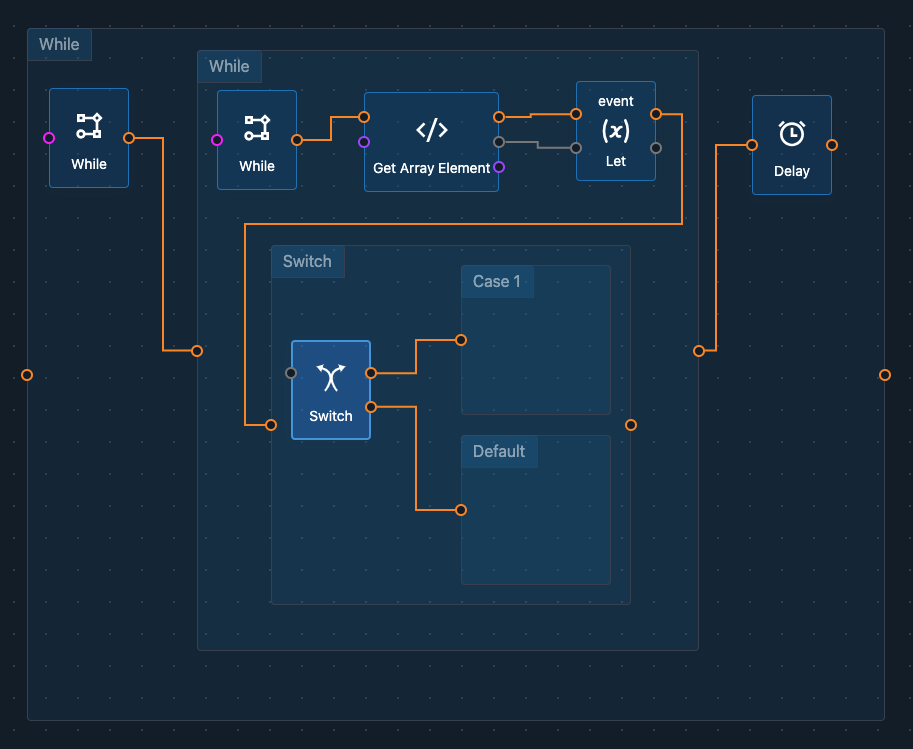 While
While
While
While
Get Array Element
event
(x)
Let
Delay
Switch
Case 1
Switch
Default